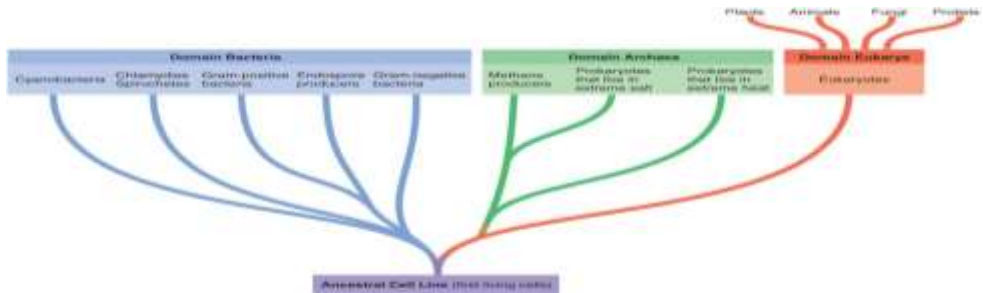 Plants Animals Fungi Protists
Domain Bacteria
Domain Archaea
Domain Eukarya
Cyanobacteria
Chlamydias
Spirochetes
Gram-positive
bacteria
Endospore
producers
Gram-negative
bacteria
Methane
producers
Prokaryotes
that live in
extreme salt
Prokaryotes
that live in
extreme heat
Eukaryotes
Ancestral Cell Line (first living cells)